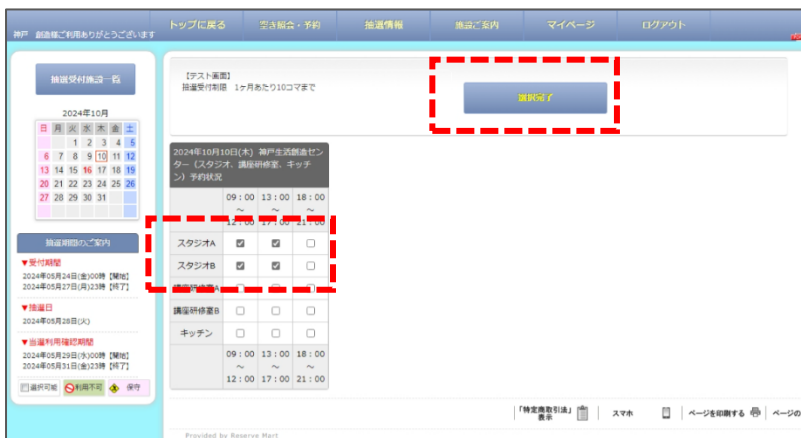 神戸 創造様ご利用ありがとうございます
トップに戻る 空き照会・予約 抽選情報 施設ご案内 マイページ ログアウト
抽選受付施設一覧
2024年10月
日 月 火 水 木 金 土
1 2 3 4 5
6 7 8 9 10 11 12
13 14 15 16 17 18 19
20 21 22 23 24 25 26
27 28 29 30 31
抽選期間のご案内
▼受付期間
2024年05月24日(金)00時【開始】
2024年05月27日(月)23時【終了】
▼抽選日
2024年05月28日(火)
▼当選利用確認期間
2024年05月29日(水)00時【開始】
2024年05月31日(金)23時【終了】
選択可能 利用不可 保守
【テスト画面】
抽選受付制限 1ヶ月あたり10コマまで
選択完了
2024年10月10日(木) 神戸生活創造セン
ター（スタジオ、講座研修室、キッチ
ン）予約状況
09：00 13：00 18：00
～ ～ ～
12：00 17：00 21：00
スタジオA
スタジオB
講座研修室A
講座研修室B
キッチン
09：00 13：00 18：00
～ ～ ～
12：00 17：00 21：00
「特定商取引法」
表示
スマホ
ページを印刷する
ページの
Provided by Reserve Mart